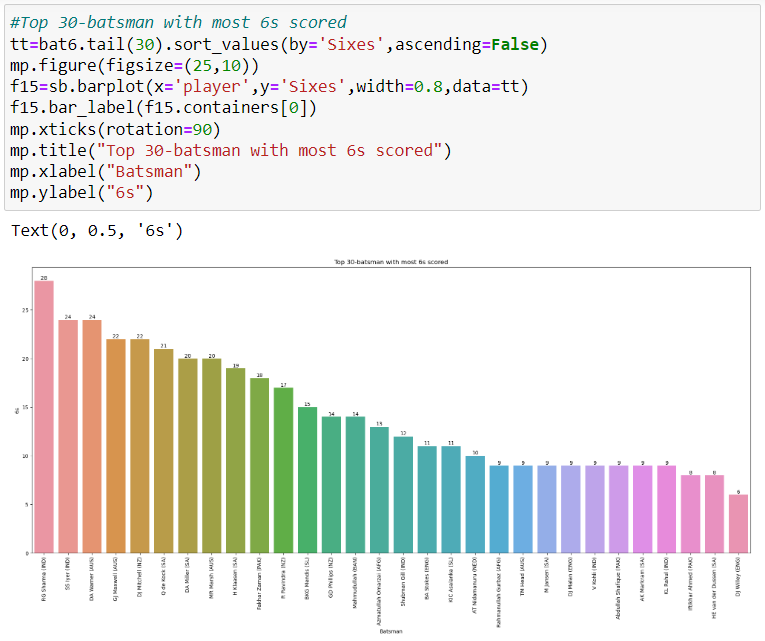 #Top 30-batsman with most 6s scored
tt=bat6.tail(30).sort_values(by='Sixes',ascending=False)
mp.figure(figsize=(25,10))
f15=sb.barplot(x='player',y='Sixes',width=0.8,data=tt)
f15.bar_label(f15.containers[0])
mp.xticks(rotation=90)
mp.title("Top 30-batsman with most 6s scored")
mp.xlabel("Batsman")
mp.ylabel("6s")
Text(0, 0.5, '6s')
Top 30-batsman with most 6s scored
28 24 24 22 22 21 20 20 19 18 17 15 14 14 13 12 11 11 10 9 9 9 9 9 9 9 9 8 8 6
6s
25
20
15
10
5
0
RG Sharma (IND)
SS Iyer (IND)
DA Warner (AUS)
GJ Maxwell (AUS)
DJ Mitchell (NZ)
Q de Kock (SA)
DA Miller (SA)
MR Marsh (AUS)
H Klaasen (SA)
Fakhar Zaman (PAK)
R Ravindra (NZ)
BKG Mendis (SL)
GD Phillips (NZ)
Mahmudullah (BAN)
Azmatullah Omarzai (AFG)
Shubman Gill (IND)
BA Stokes (ENG)
KIC Asalanka (SL)
AT Nidamanuru (NED)
Rahmanullah Gurbaz (AFG)
TM Head (AUS)
M Jansen (SA)
DJ Malan (ENG)
V Kohli (IND)
Abdullah Shafique (PAK)
AK Markram (SA)
KL Rahul (IND)
Iftikhar Ahmed (PAK)
HE van der Dussen (SA)
DJ Willey (ENG)
Batsman